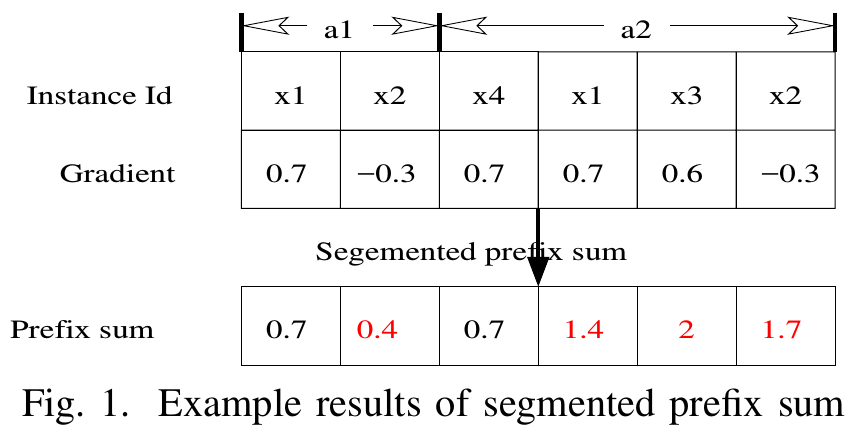 a1 a2
Instance Id x1 x2 x4 x1 x3 x2
Gradient 0.7 −0.3 0.7 0.7 0.6 −0.3
Segemented prefix sum
Prefix sum 0.7 0.4 0.7 1.4 2 1.7
Fig. 1. Example results of segmented prefix sum